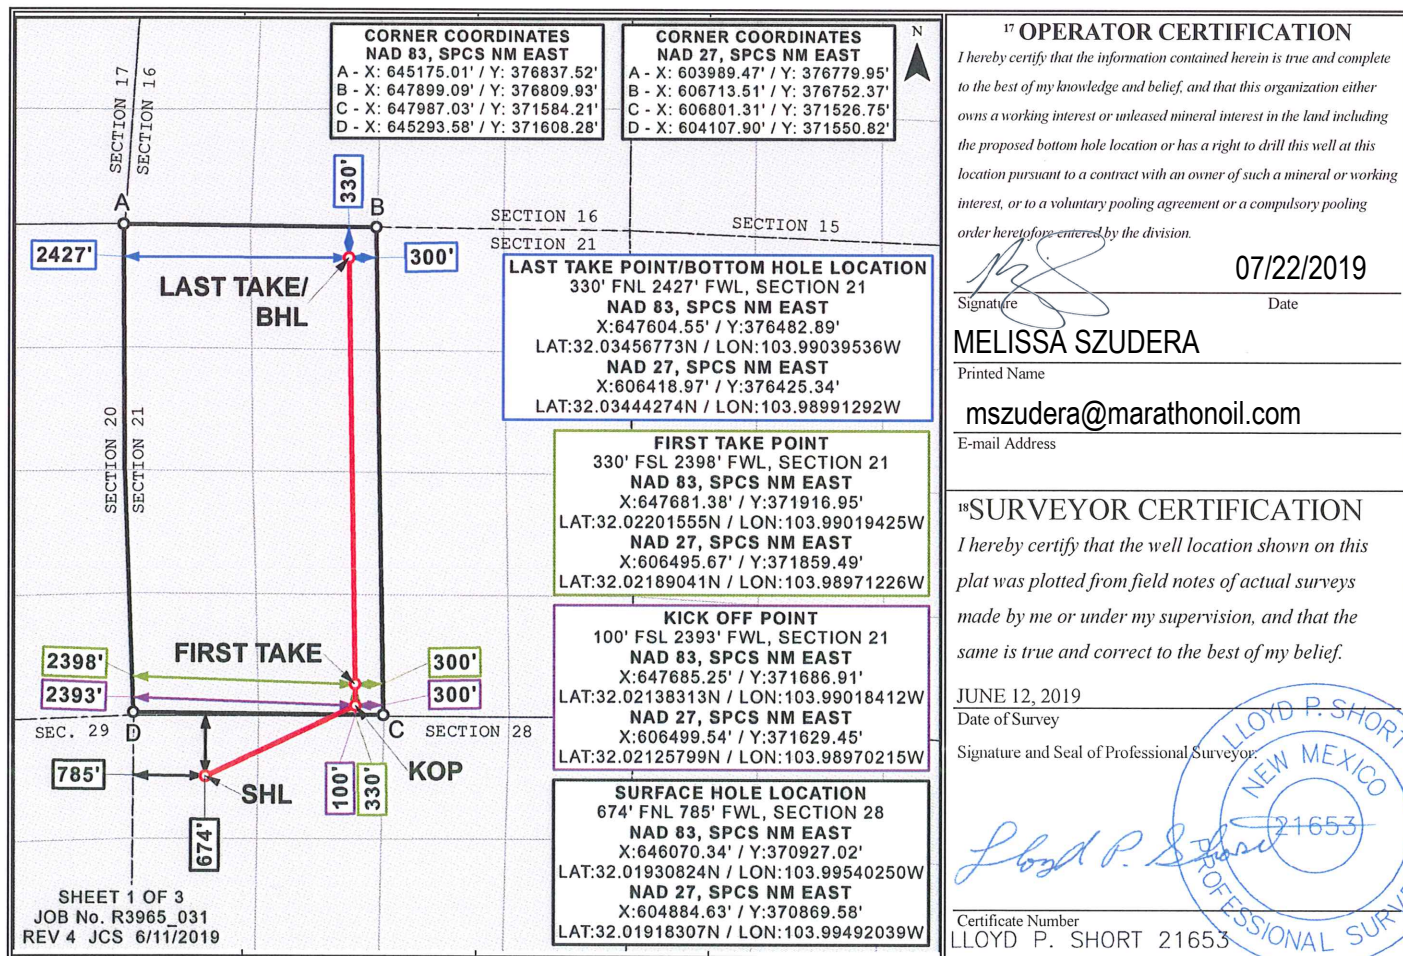 CORNER COORDINATES
NAD 83, SPCS NM EAST
A - X: 645175.01' / Y: 376837.52'
B - X: 647899.09' / Y: 376809.93'
C - X: 647987.03' / Y: 371584.21'
D - X: 645293.58' / Y: 371608.28'
CORNER COORDINATES
NAD 27, SPCS NM EAST
A - X: 603989.47' / Y: 376779.95'
B - X: 606713.51' / Y: 376752.37'
C - X: 606801.31' / Y: 371526.75'
D - X: 604107.90' / Y: 371550.82'
N
SECTION 17
SECTION 16
330'
A
B
SECTION 16
SECTION 15
SECTION 21
2427'
300'
LAST TAKE/
BHL
LAST TAKE POINT/BOTTOM HOLE LOCATION
330' FNL 2427' FWL, SECTION 21
NAD 83, SPCS NM EAST
X:647604.55' / Y:376482.89'
LAT:32.03456773N / LON:103.99039536W
NAD 27, SPCS NM EAST
X:606418.97' / Y:376425.34'
LAT:32.03444274N / LON:103.98991292W
SECTION 20
SECTION 21
FIRST TAKE POINT
330' FSL 2398' FWL, SECTION 21
NAD 83, SPCS NM EAST
X:647681.38' / Y:371916.95'
LAT:32.02201555N / LON:103.99019425W
NAD 27, SPCS NM EAST
X:606495.67' / Y:371859.49'
LAT:32.02189041N / LON:103.98971226W
2398'
FIRST TAKE
300'
2393'
300'
KICK OFF POINT
100' FSL 2393' FWL, SECTION 21
NAD 83, SPCS NM EAST
X:647685.25' / Y:371686.91'
LAT:32.02138313N / LON:103.99018412W
NAD 27, SPCS NM EAST
X:606499.54' / Y:371629.45'
LAT:32.02125799N / LON:103.98970215W
SEC. 29
D
C
SECTION 28
785'
SHL
100'
330'
KOP
674'
SURFACE HOLE LOCATION
674' FNL 785' FWL, SECTION 28
NAD 83, SPCS NM EAST
X:646070.34' / Y:370927.02'
LAT:32.01930824N / LON:103.99540250W
NAD 27, SPCS NM EAST
X:604884.63' / Y:370869.58'
LAT:32.01918307N / LON:103.99492039W
SHEET 1 OF 3
JOB No. R3965_031
REV 4 JCS 6/11/2019
17 OPERATOR CERTIFICATION
I hereby certify that the information contained herein is true and complete
to the best of my knowledge and belief, and that this organization either
owns a working interest or unleased mineral interest in the land including
the proposed bottom hole location or has a right to drill this well at this
location pursuant to a contract with an owner of such a mineral or working
interest, or to a voluntary pooling agreement or a compulsory pooling
order heretofore entered by the division.
07/22/2019
Signature
Date
MELISSA SZUDERA
Printed Name
mszudera@marathonoil.com
E-mail Address
18SURVEYOR CERTIFICATION
I hereby certify that the well location shown on this
plat was plotted from field notes of actual surveys
made by me or under my supervision, and that the
same is true and correct to the best of my belief.
JUNE 12, 2019
Date of Survey
Signature and Seal of Professional Surveyor:
LLOYD P. SHORT
NEW MEXICO
21653
PROFESSIONAL SURVE
Lloyd P. Short
Certificate Number
LLOYD P. SHORT 21653